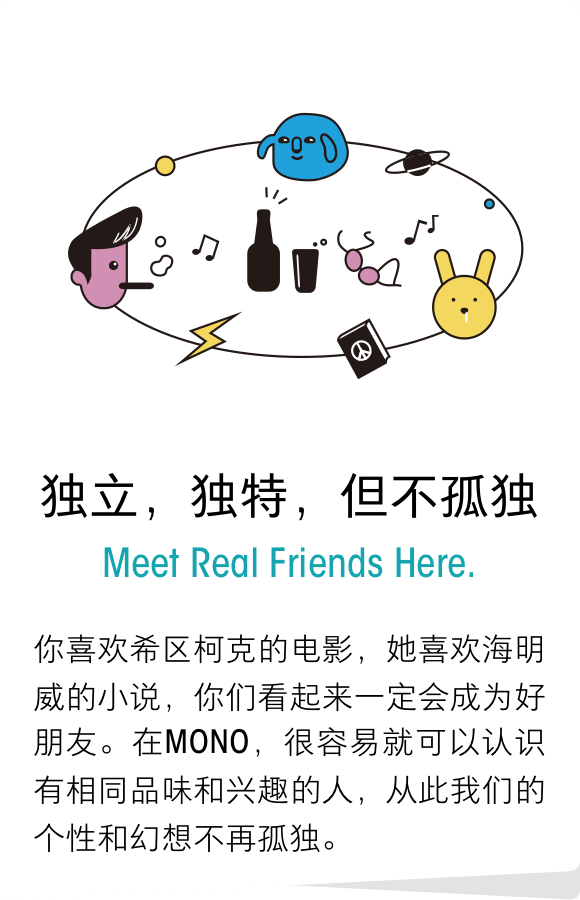 独立，独特，但不孤独
Meet Real Friends Here.
你喜欢希区柯克的电影，她喜欢海明
威的小说，你们看起来一定会成为好
朋友。在MONO，很容易就可以认识
有相同品味和兴趣的人，从此我们的
个性和幻想不再孤独。